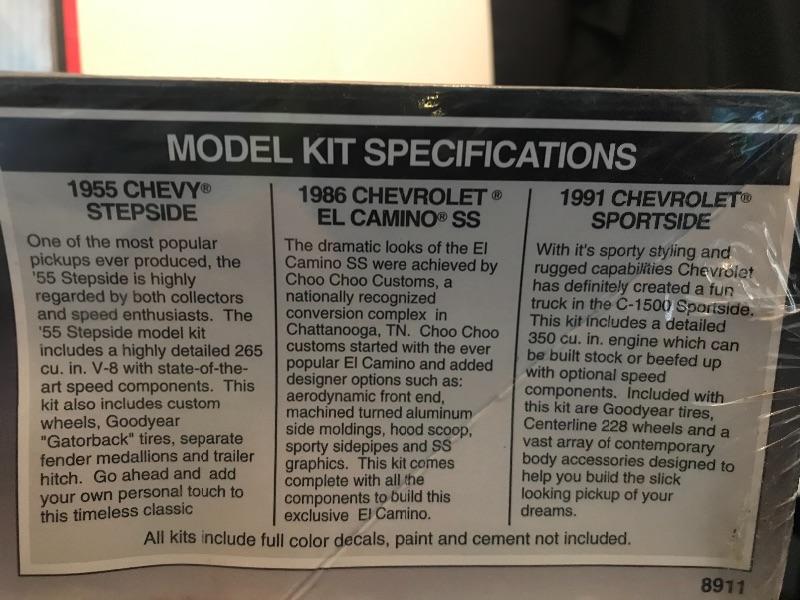 MODEL KIT SPECIFICATIONS
1955 CHEVY®
STEPSIDE
One of the most popular
pickups ever produced, the
'55 Stepside is highly
regarded by both collectors
and speed enthusiasts. The
'55 Stepside model kit
includes a highly detailed 265
cu. in. V-8 with state-of-the-
art speed components. This
kit also includes custom
wheels, Goodyear
"Gatorback" tires, separate
fender medallions and trailer
hitch. Go ahead and add
your own personal touch to
this timeless classic
1986 CHEVROLET ®
EL CAMINO® SS
The dramatic looks of the El
Camino SS were achieved by
Choo Choo Customs, a
nationally recognized
conversion complex in
Chattanooga, TN. Choo Choo
customs started with the ever
popular El Camino and added
designer options such as:
aerodynamic front end,
machined turned aluminum
side moldings, hood scoop,
sporty sidepipes and SS
graphics. This kit comes
complete with all the
components to build this
exclusive El Camino.
1991 CHEVROLET®
SPORTSIDE
With it's sporty styling and
rugged capabilities Chevrolet
has definitely created a fun
truck in the C-1500 Sportside.
This kit includes a detailed
350 cu. in. engine which can
be built stock or beefed up
with optional speed
components. Included with
this kit are Goodyear tires,
Centerline 228 wheels and a
vast array of contemporary
body accessories designed to
help you build the slick
looking pickup of your
dreams.
All kits include full color decals, paint and cement not included.
8911